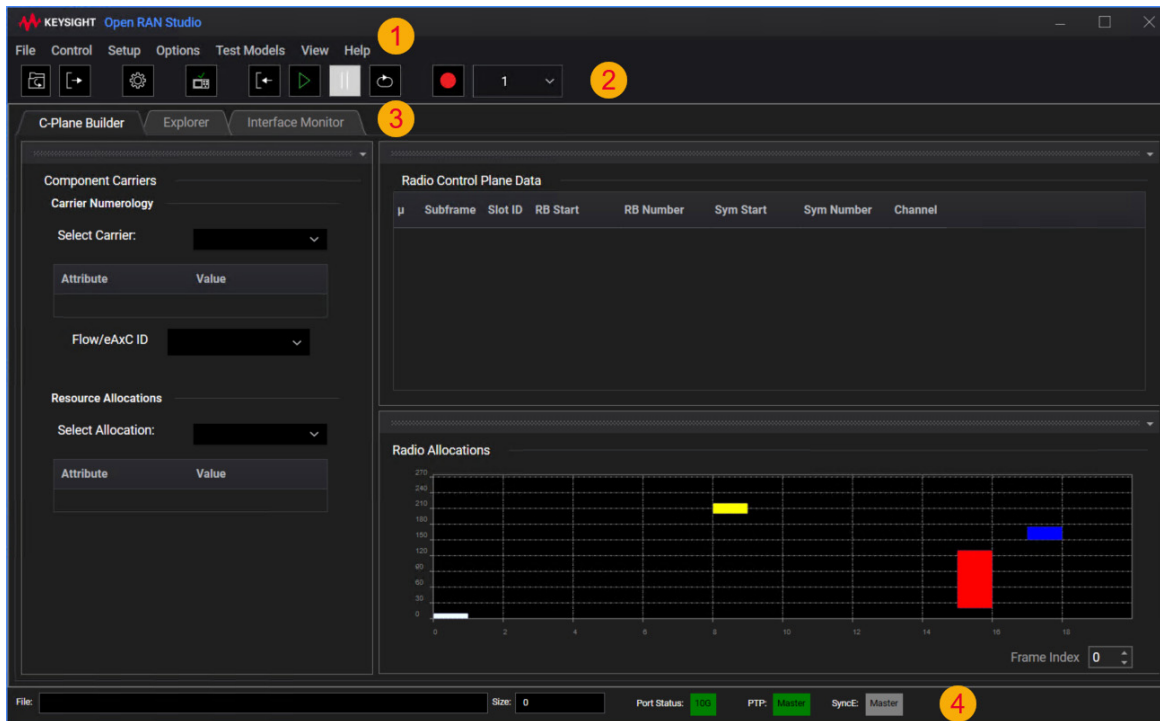 KEYSIGHT Open RAN Studio
File Control Setup Options Test Models View Help
1
1
2
C-Plane Builder Explorer Interface Monitor
3
Component Carriers
Carrier Numerology
Select Carrier:
Attribute Value
Flow/eAxC ID
Resource Allocations
Select Allocation:
Attribute Value
Radio Control Plane Data
μ Subframe Slot ID RB Start RB Number Sym Start Sym Number Channel
Radio Allocations
270
240
210
180
150
120
90
60
30
0
0 2 4 6 8 10 12 14 16 18
Frame Index 0
File: Size: 0 Port Status: 10G PTP: Master SyncE: Master
4